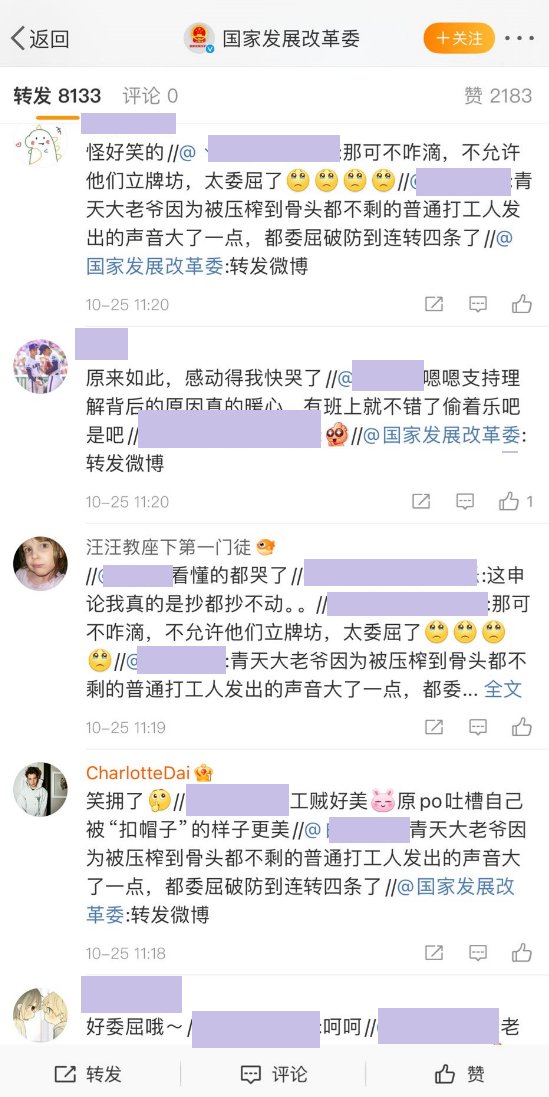 返回
国家发展改革委
+关注
转发 8133
评论 0
赞 2183
怪好笑的//@
:那可不咋滴，不允许
他们立牌坊，太委屈了//@
:青
天大老爷因为被压榨到骨头都不剩的普通打工人发
出的声音大了一点，都委屈破防到连转四条了//@
国家发展改革委:转发微博
10-25 11:20
原来如此，感动得我快哭了//@
嗯嗯支持理
解背后的原因真的暖心，有班上就不错了偷着乐吧
是吧//
//@国家发展改革委:
转发微博
10-25 11:20
1
汪汪教座下第一门徒
//@
看懂的都哭了//
:这申
论我真的是抄都抄不动。。//
:那可
不咋滴，不允许他们立牌坊，太委屈了
//@
:青天大老爷因为被压榨到骨头都不
剩的普通打工人发出的声音大了一点，都委... 全文
10-25 11:19
CharlotteDai
笑拥了//
工贼好美原po吐槽自己
被“扣帽子”的样子更美//@
青天大老爷因
为被压榨到骨头都不剩的普通打工人发出的声音大
了一点，都委屈破防到连转四条了//@国家发展改
革委:转发微博
10-25 11:18
好委屈哦～/
:呵呵//
老
转发
评论
赞